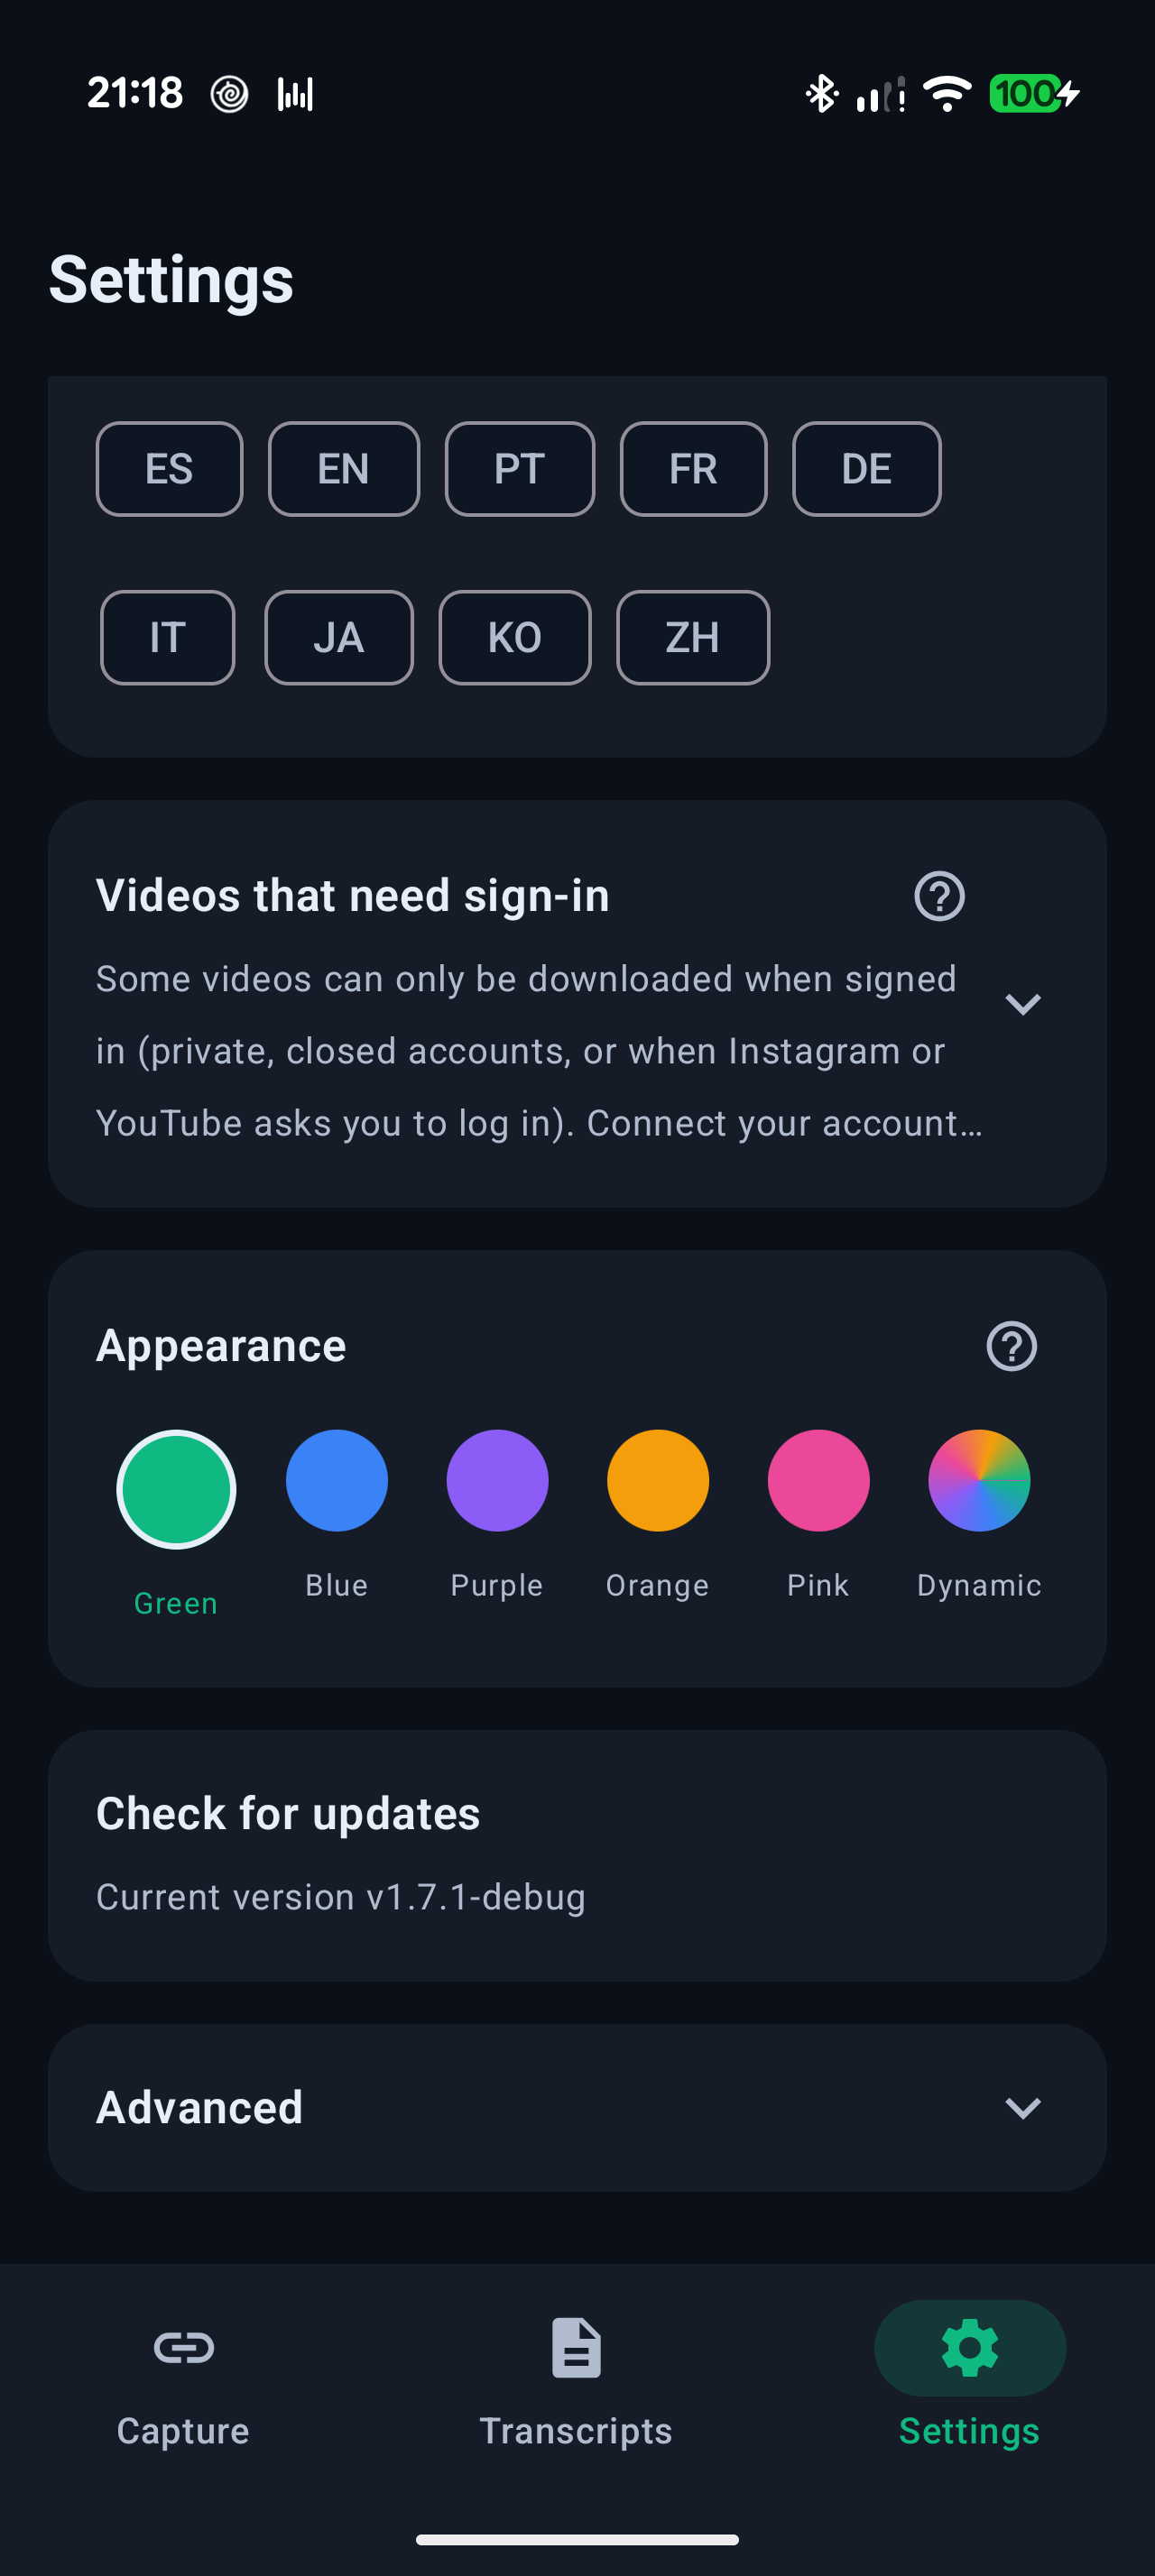 21:18
100
Settings
ES EN PT FR DE
IT JA KO ZH
Videos that need sign-in
Some videos can only be downloaded when signed
in (private, closed accounts, or when Instagram or
YouTube asks you to log in). Connect your account…
Appearance
Green Blue Purple Orange Pink Dynamic
Check for updates
Current version v1.7.1-debug
Advanced
Capture Transcripts Settings